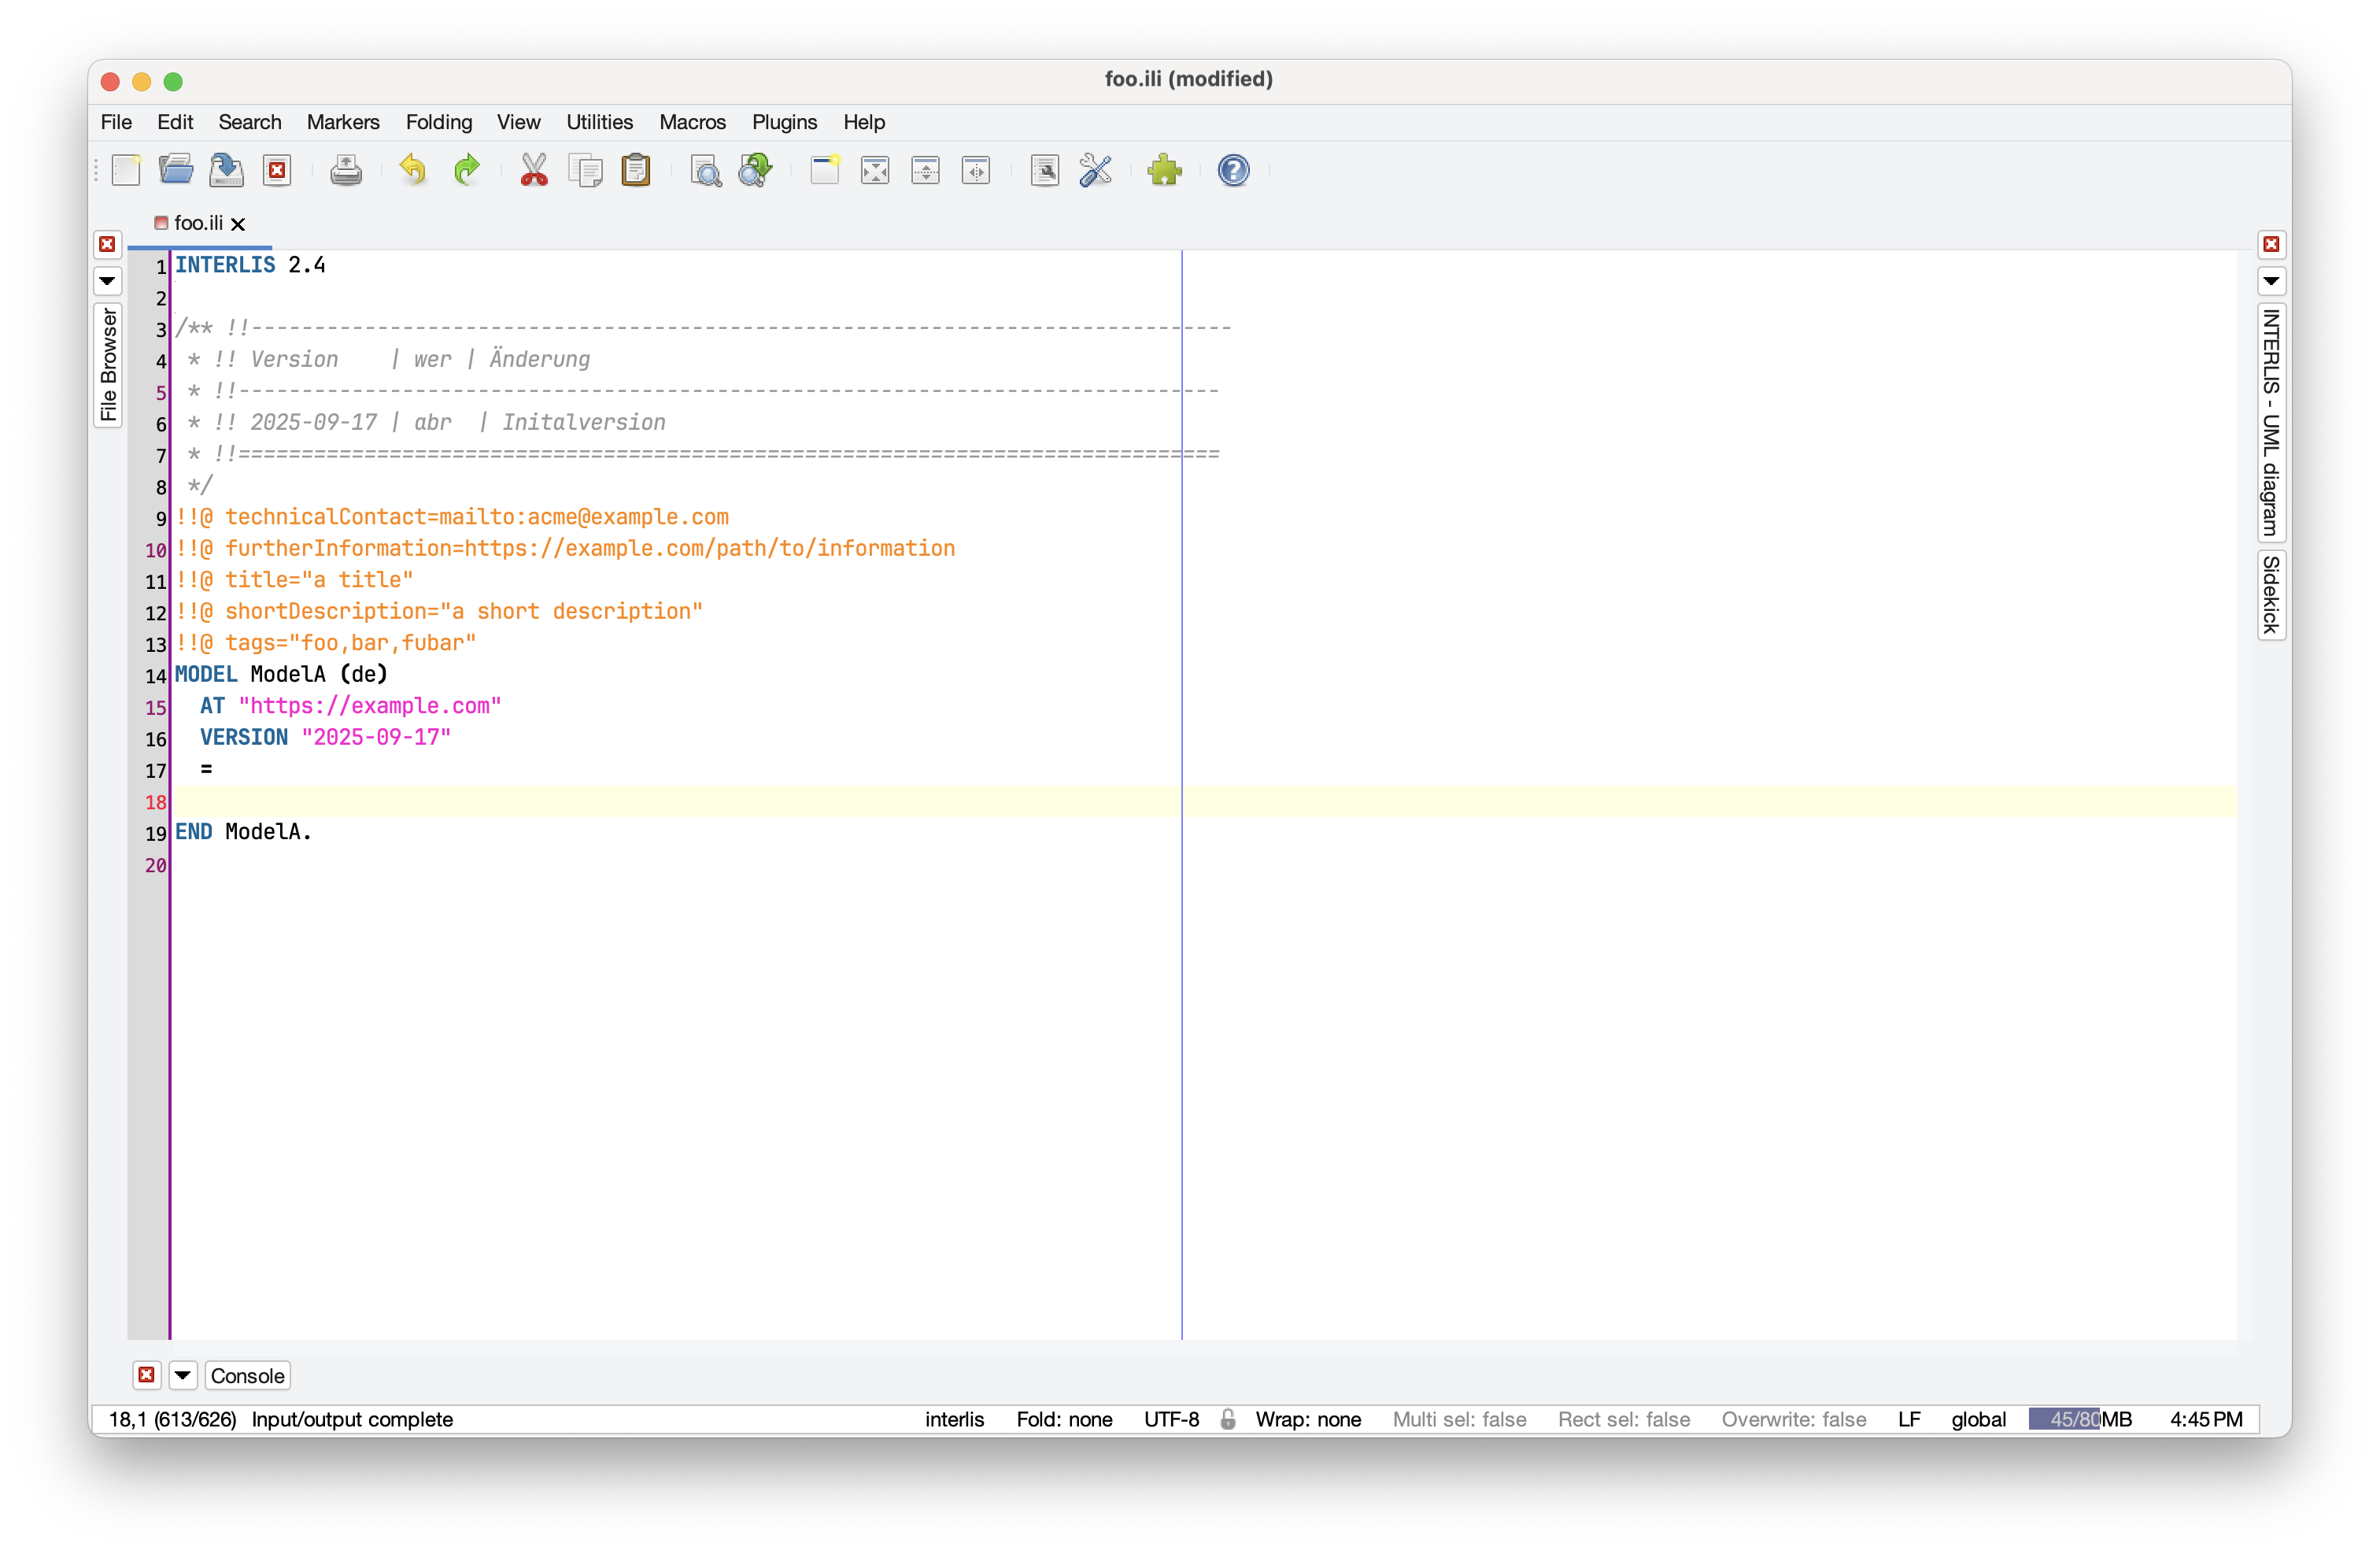 foo.ili (modified)
File Edit Search Markers Folding View Utilities Macros Plugins Help
foo.ili
File Browser
1 INTERLIS 2.4
2
3 /** !!------------------------------------------------------------------------------
4 * !! Version    | wer | Änderung
5 * !!------------------------------------------------------------------------------
6 * !! 2025-09-17 | abr  | Initalversion
7 * !!==============================================================================
8 */
9 !!@ technicalContact=mailto:acme@example.com
10 !!@ furtherInformation=https://example.com/path/to/information
11 !!@ title="a title"
12 !!@ shortDescription="a short description"
13 !!@ tags="foo,bar,fubar"
14 MODEL ModelA (de)
15   AT "https://example.com"
16   VERSION "2025-09-17"
17   =
18
19 END ModelA.
20
INTERLIS - UML diagram
Sidekick
Console
18,1 (613/626) Input/output complete interlis Fold: none UTF-8 Wrap: none Multi sel: false Rect sel: false Overwrite: false LF global 45/80MB 4:45 PM